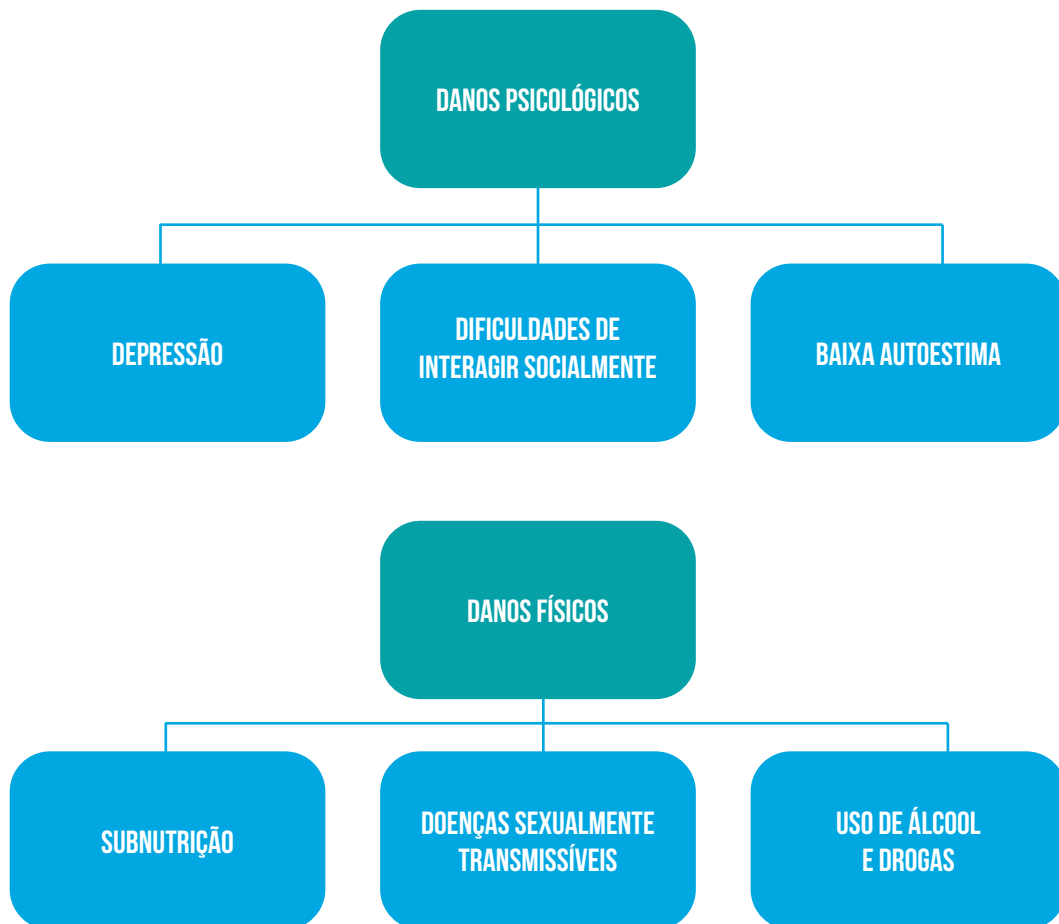 DANOS PSICOLÓGICOS
DEPRESSÃO
DIFICULDADES DE
INTERAGIR SOCIALMENTE
BAIXA AUTOESTIMA
DANOS FÍSICOS
SUBNUTRIÇÃO
DOENÇAS SEXUALMENTE
TRANSMISSÍVEIS
USO DE ÁLCOOL
E DROGAS